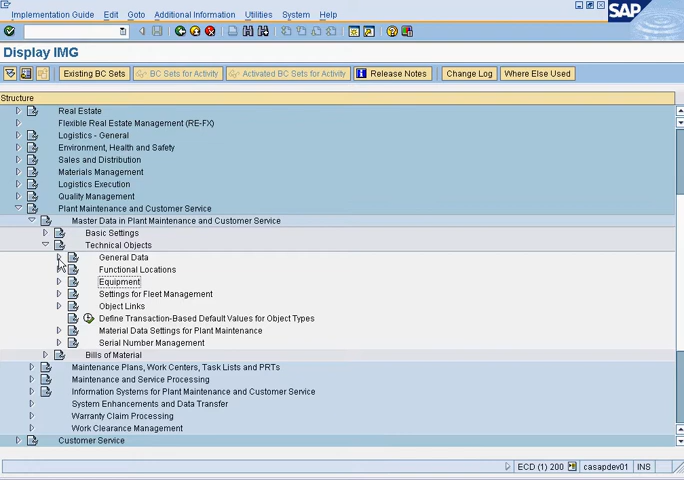 Implementation Guide Edit Goto Additional Information Utilities System Help
SAP
Display IMG
Existing BC Sets BC Sets for Activity Activated BC Sets for Activity Release Notes Change Log Where Else Used
Structure
Real Estate
Flexible Real Estate Management (RE-FX)
Logistics - General
Environment, Health and Safety
Sales and Distribution
Materials Management
Logistics Execution
Quality Management
Plant Maintenance and Customer Service
Master Data in Plant Maintenance and Customer Service
Basic Settings
Technical Objects
General Data
Functional Locations
Equipment
Settings for Fleet Management
Object Links
Define Transaction-Based Default Values for Object Types
Material Data Settings for Plant Maintenance
Serial Number Management
Bills of Material
Maintenance Plans, Work Centers, Task Lists and PRTs
Maintenance and Service Processing
Information Systems for Plant Maintenance and Customer Service
System Enhancements and Data Transfer
Warranty Claim Processing
Work Clearance Management
Customer Service
ECD (1) 200 casapdev01 INS